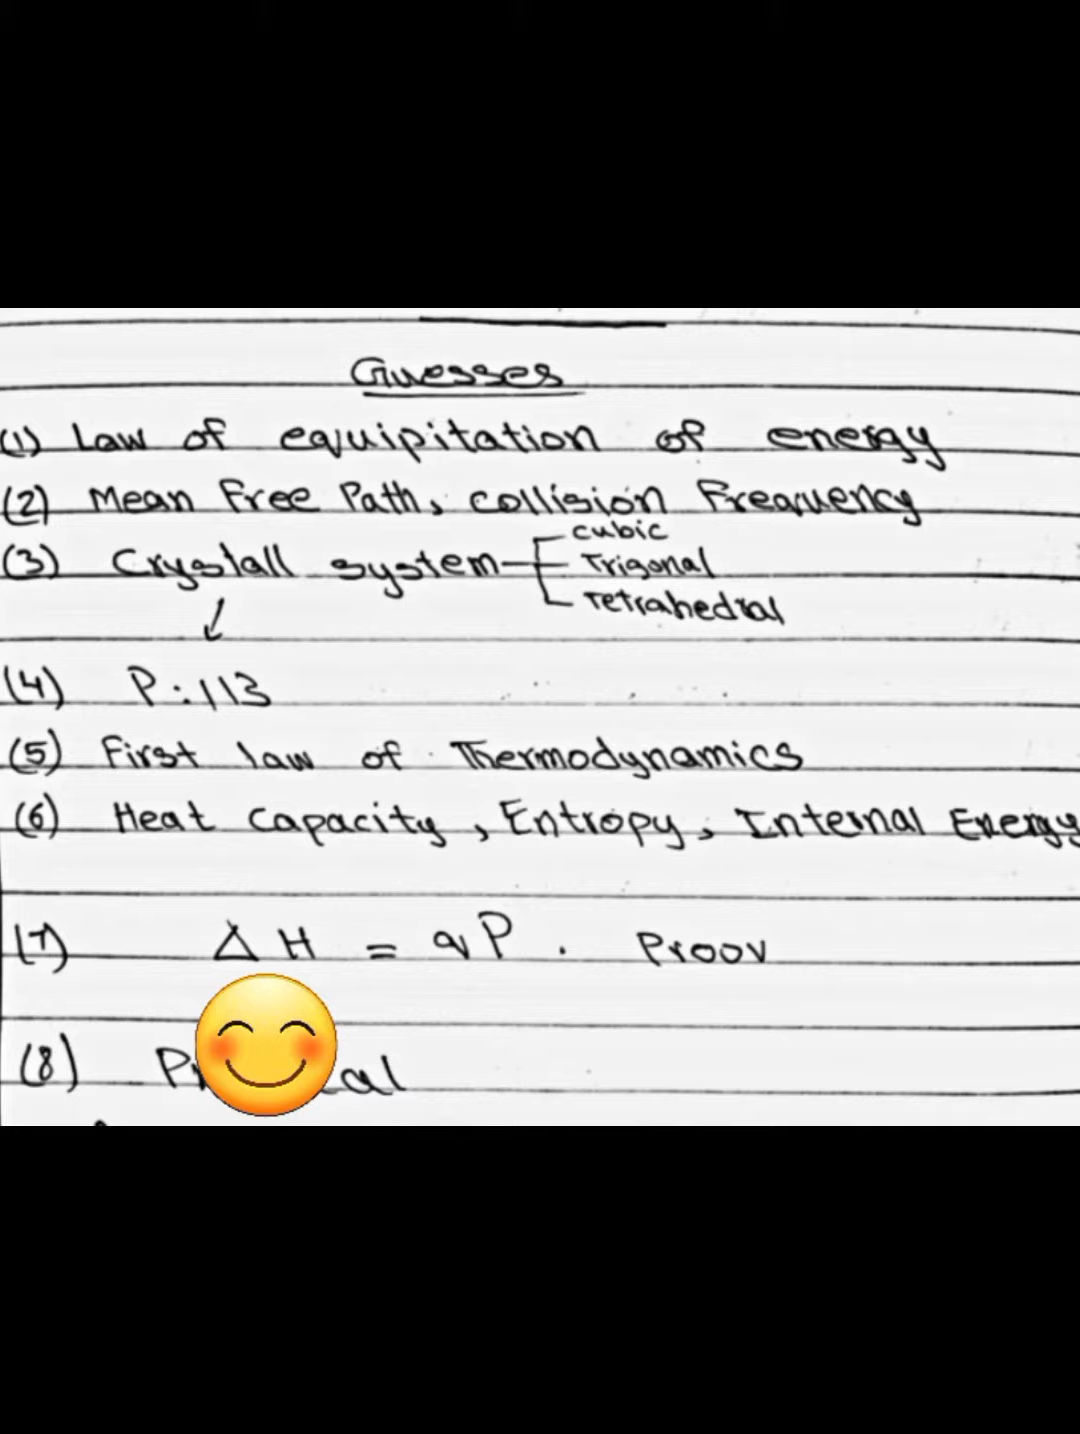 Guesses
(1) Law of equipitation of energy
(2) Mean Free Path, collision Frequency
(3) Crystall system
cubic
Trigonal
Tetrahedral
(4) P:113
(5) First law of Thermodynamics
(6) Heat capacity, Entropy, Internal Energy
(7) Δ H = qP. Proov
(8)